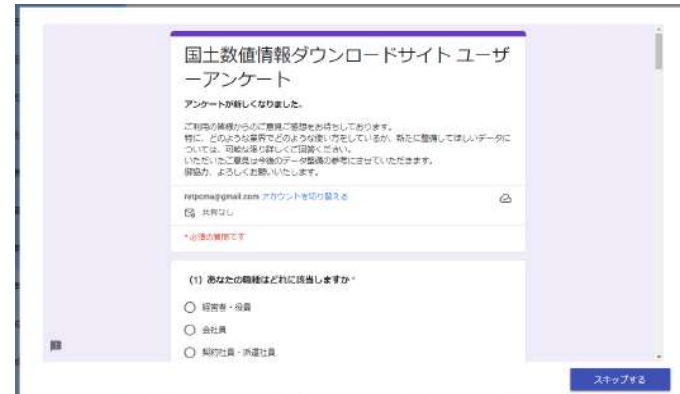 国土数値情報ダウンロードサイト ユーザ
ーアンケート
アンケートが新しくなりました。
ご利用の皆様からのご意見ご感想をお待ちしております。
特に、どのような業界でどのような使い方をしているか、新たに整備してほしいデータに
ついては、可能な限り詳しくご回答ください。
いただいたご意見は今後のデータ整備の参考にさせていただきます。
御協力、よろしくお願いいたします。
アカウントを切り替える
共有なし
*必須の質問です
(1) あなたの職種はどれに該当しますか *
経営者・役員
会社員
契約社員・派遣社員
スキップする